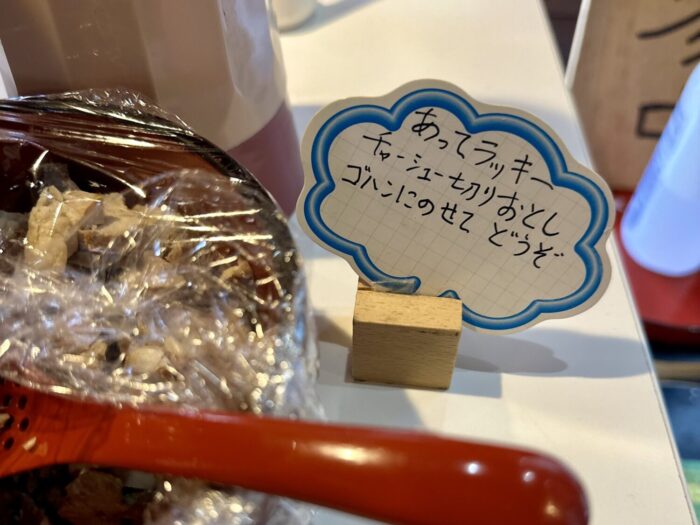 あってラッキー
チャーシュー切りおとし
ゴハンにのせて どうぞ